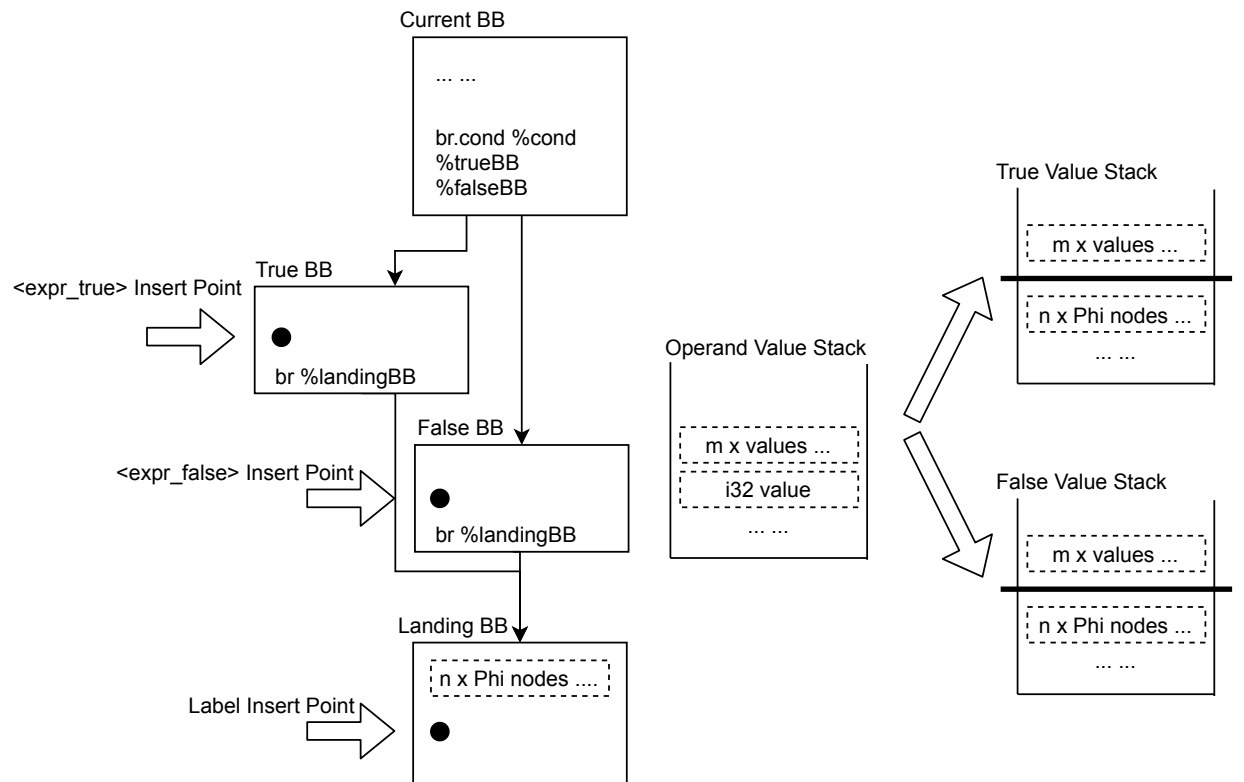 Current BB
... ...
br.cond %cond
%trueBB
%falseBB
True BB
<expr_true> Insert Point
br %landingBB
False BB
<expr_false> Insert Point
br %landingBB
Landing BB
n x Phi nodes ....
Label Insert Point
Operand Value Stack
m x values ...
i32 value
... ...
True Value Stack
m x values ...
n x Phi nodes ...
... ...
False Value Stack
m x values ...
n x Phi nodes ...
... ...